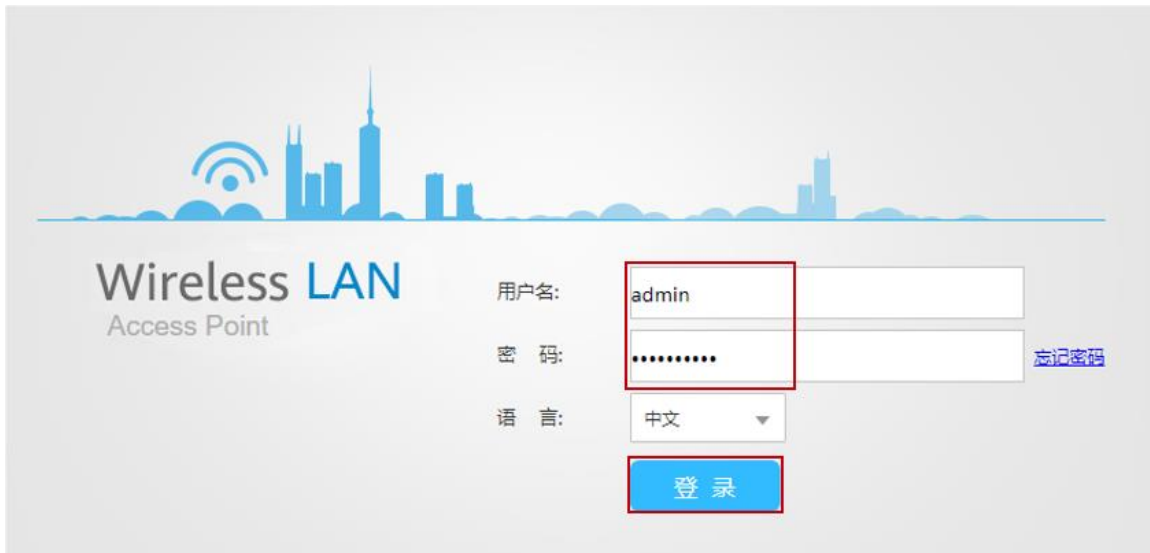 Wireless LAN
Access Point
用户名: admin
密 码: ••••••••••
忘记密码
语 言: 中文
登 录